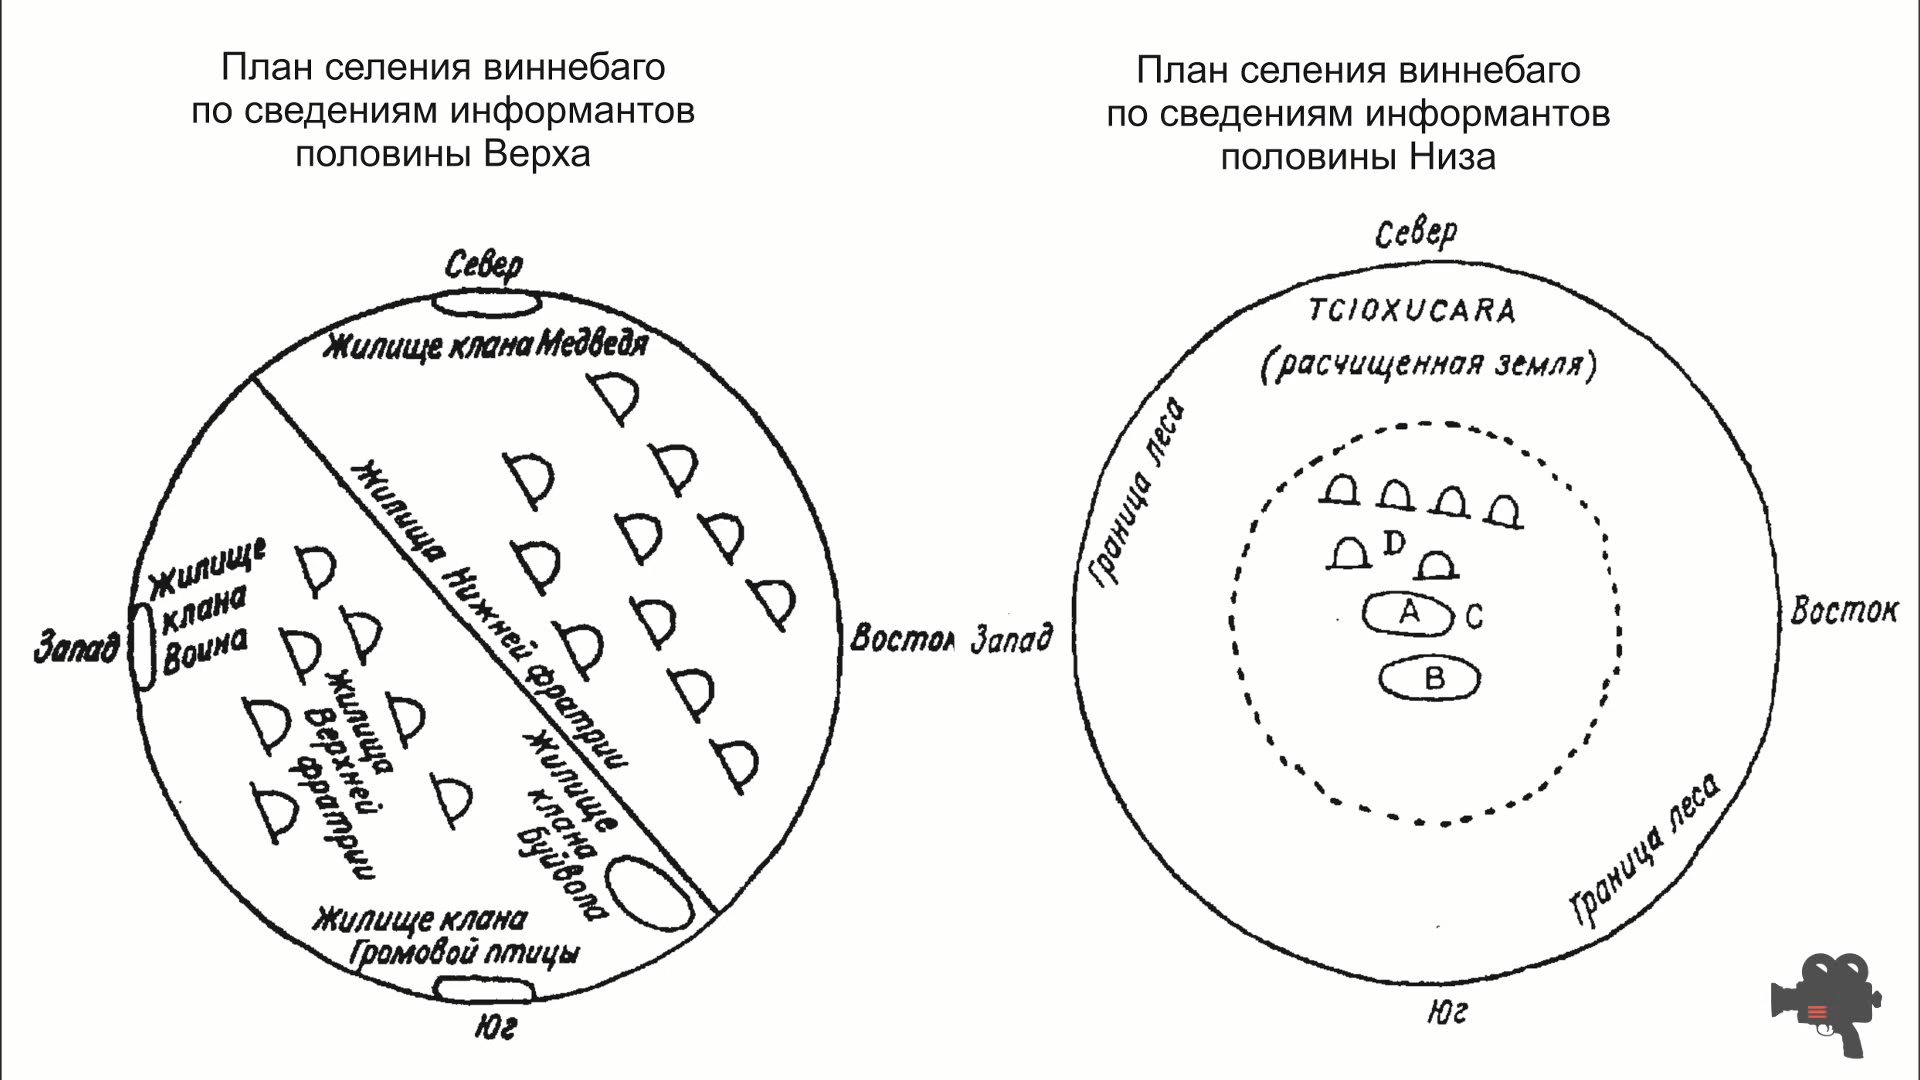 План селения виннебаго
по сведениям информантов
половины Верха
Север
Жилище клана Медведя
Жилища Нижней фратрии
Жилище
клана
Воина
Запад
Восток
Жилища
Верхней
фратрии
Жилище
клана
Буйвола
Жилище клана
Громовой птицы
Юг
План селения виннебаго
по сведениям информантов
половины Низа
Север
TCIOXUCARA
(расчищенная земля)
Граница леса
D
A
C
B
Запад
Восток
Граница леса
Юг